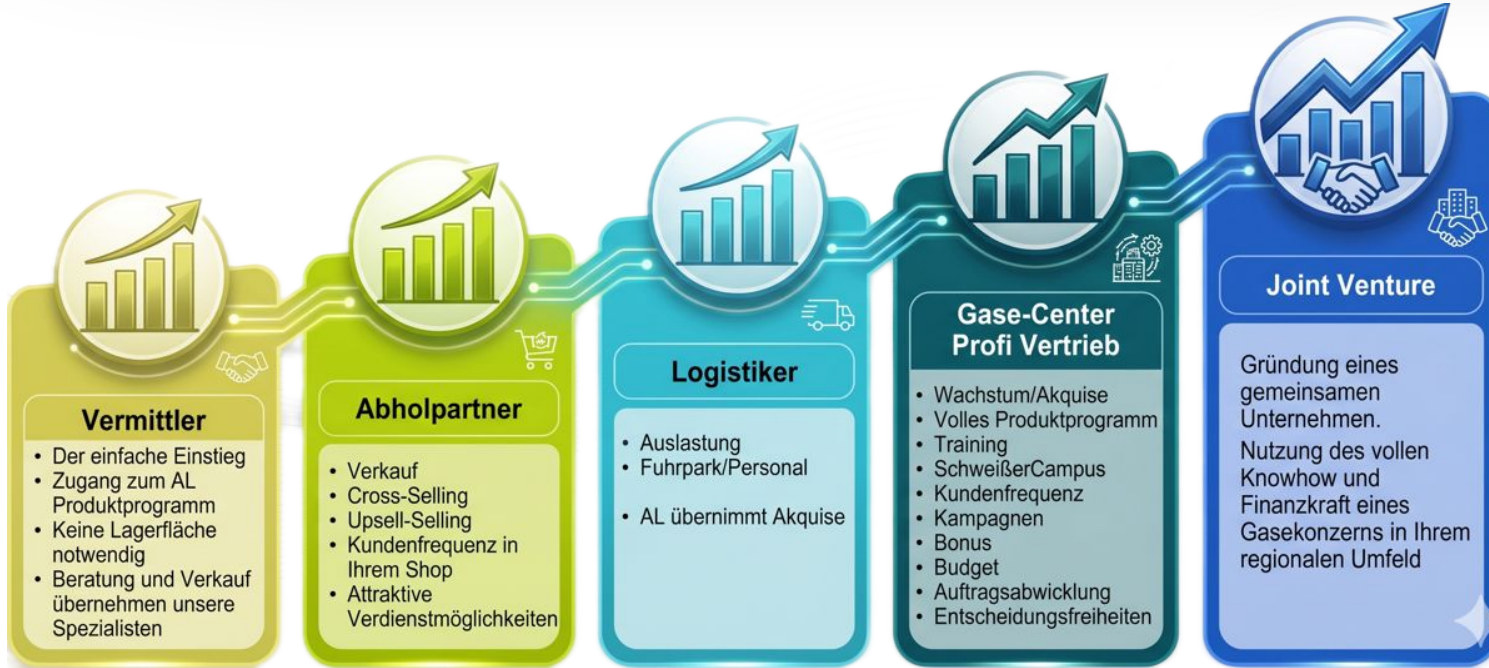 Vermittler
• Der einfache Einstieg
• Zugang zum AL
Produktprogramm
• Keine Lagerfläche
notwendig
• Beratung und Verkauf
übernehmen unsere
Spezialisten
Abholpartner
• Verkauf
• Cross-Selling
• Upsell-Selling
• Kundenfrequenz in
Ihrem Shop
• Attraktive
Verdienstmöglichkeiten
Logistiker
• Auslastung
• Fuhrpark/Personal
• AL übernimmt Akquise
Gase-Center
Profi Vertrieb
• Wachstum/Akquise
• Volles Produktprogramm
• Training
• SchweißerCampus
• Kundenfrequenz
• Kampagnen
• Bonus
• Budget
• Auftragsabwicklung
• Entscheidungsfreiheiten
Joint Venture
Gründung eines
gemeinsamen
Unternehmen.
Nutzung des vollen
Knowhow und
Finanzkraft eines
Gasekonzerns in Ihrem
regionalen Umfeld